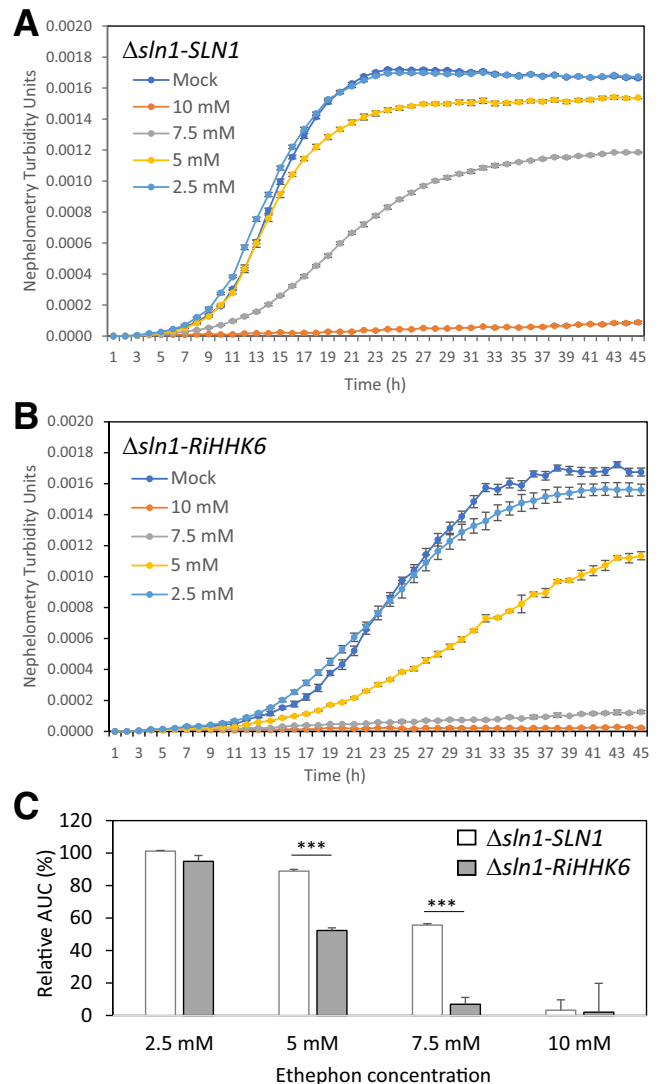 A
Δsln1-SLN1
Mock
10 mM
7.5 mM
5 mM
2.5 mM
Nephelometry Turbidity Units
0.0020
0.0018
0.0016
0.0014
0.0012
0.0010
0.0008
0.0006
0.0004
0.0002
0.0000
1 3 5 7 9 11 13 15 17 19 21 23 25 27 29 31 33 35 37 39 41 43 45
Time (h)
B
Δsln1-RiHHK6
Mock
10 mM
7.5 mM
5 mM
2.5 mM
Nephelometry Turbidity Units
0.0020
0.0018
0.0016
0.0014
0.0012
0.0010
0.0008
0.0006
0.0004
0.0002
0.0000
1 3 5 7 9 11 13 15 17 19 21 23 25 27 29 31 33 35 37 39 41 43 45
Time (h)
C
Δsln1-SLN1
Δsln1-RiHHK6
Relative AUC (%)
120
100
80
60
40
20
0
***
***
2.5 mM 5 mM 7.5 mM 10 mM
Ethephon concentration